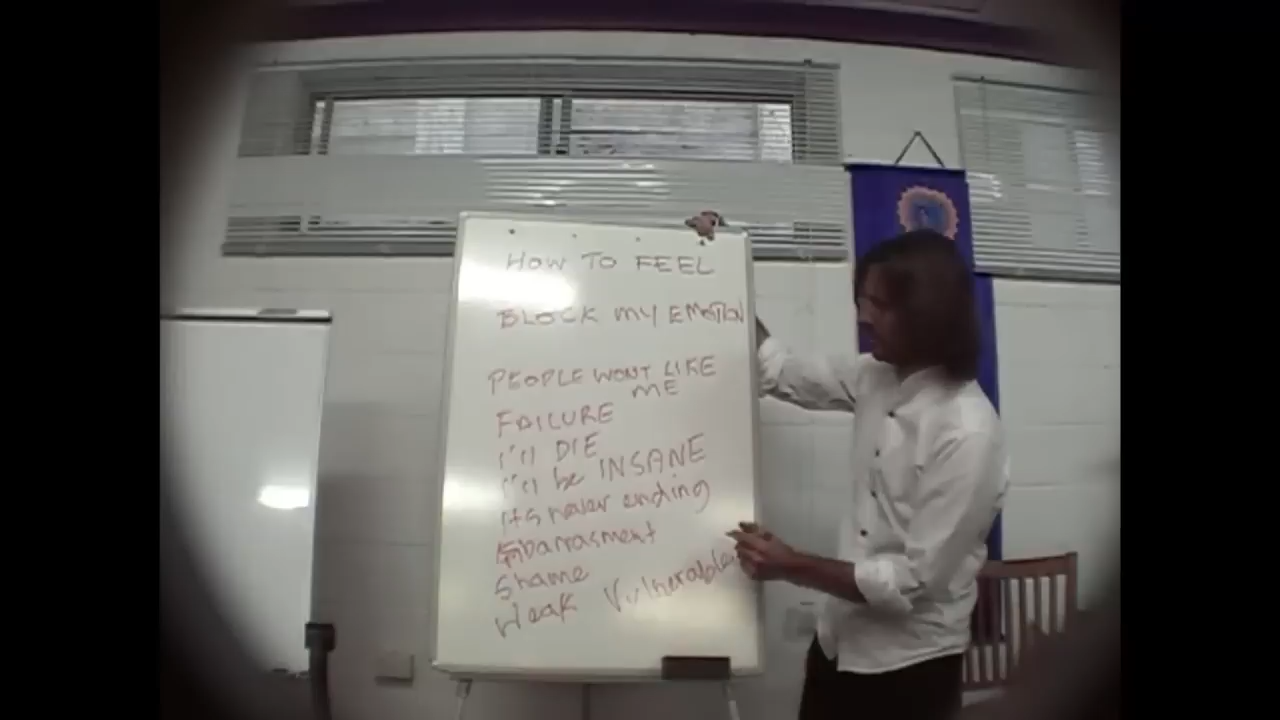 HOW TO FEEL
BLOCK MY EMOTION
PEOPLE WONT LIKE
ME
FAILURE
I'll DIE
I'll be INSANE
Its never ending
Embarrasment
Shame
Weak Vulnerable